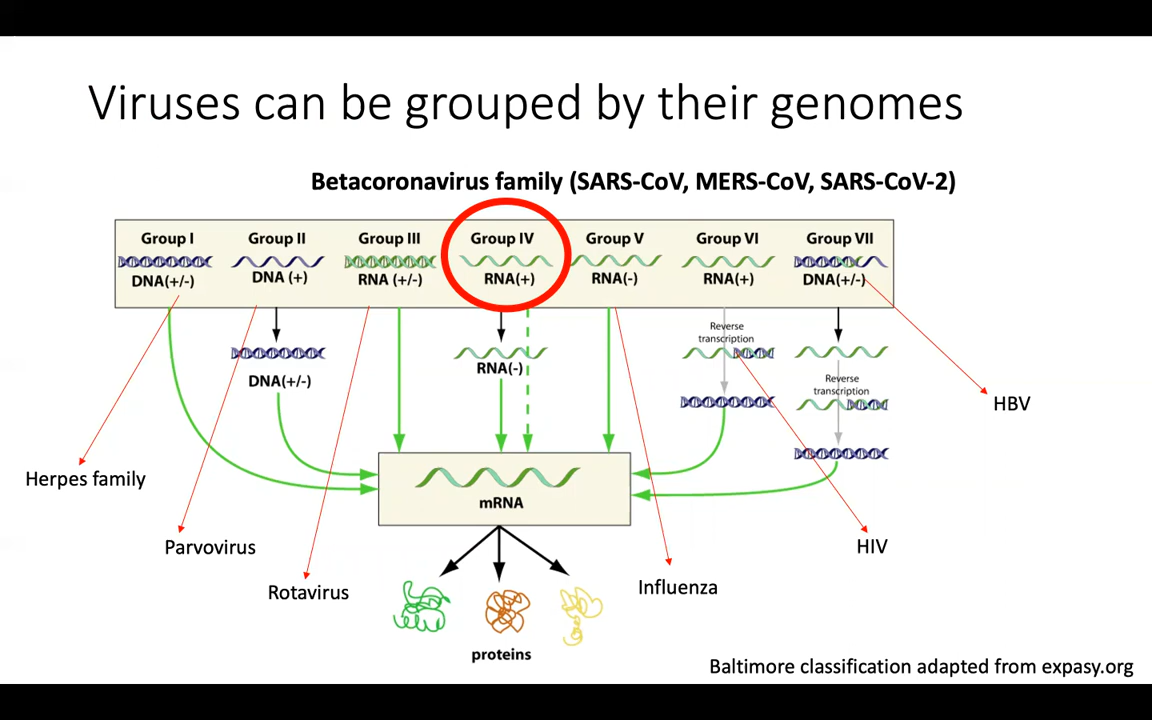 Viruses can be grouped by their genomes
Betacoronavirus family (SARS-CoV, MERS-CoV, SARS-CoV-2)
Group I
Group II
Group III
Group IV
Group V
Group VI
Group VII
DNA(+/-)
DNA (+)
RNA (+/-)
RNA(+)
RNA(-)
RNA(+)
DNA(+/-)
Reverse
transcription
DNA(+/-)
RNA(-)
Reverse
transcription
HBV
Herpes family
mRNA
Parvovirus
HIV
Rotavirus
Influenza
proteins
Baltimore classification adapted from expasy.org